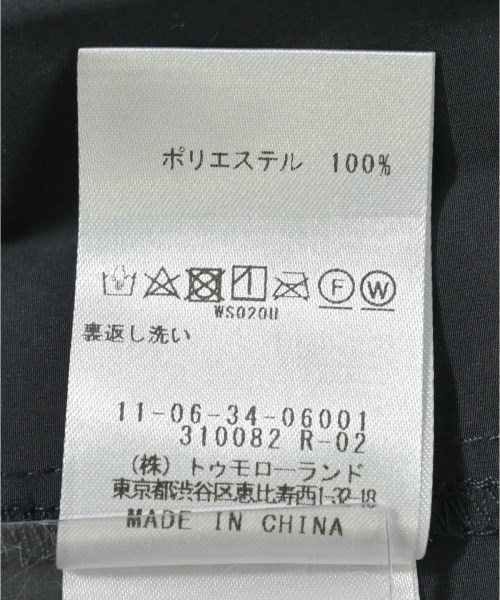 ポリエステル 100%
F W
WS020U
裏返し洗い
11-06-34-06001
310082 R-02
(株)トゥモローランド
東京都渋谷区恵比寿西1-32-18
MADE IN CHINA